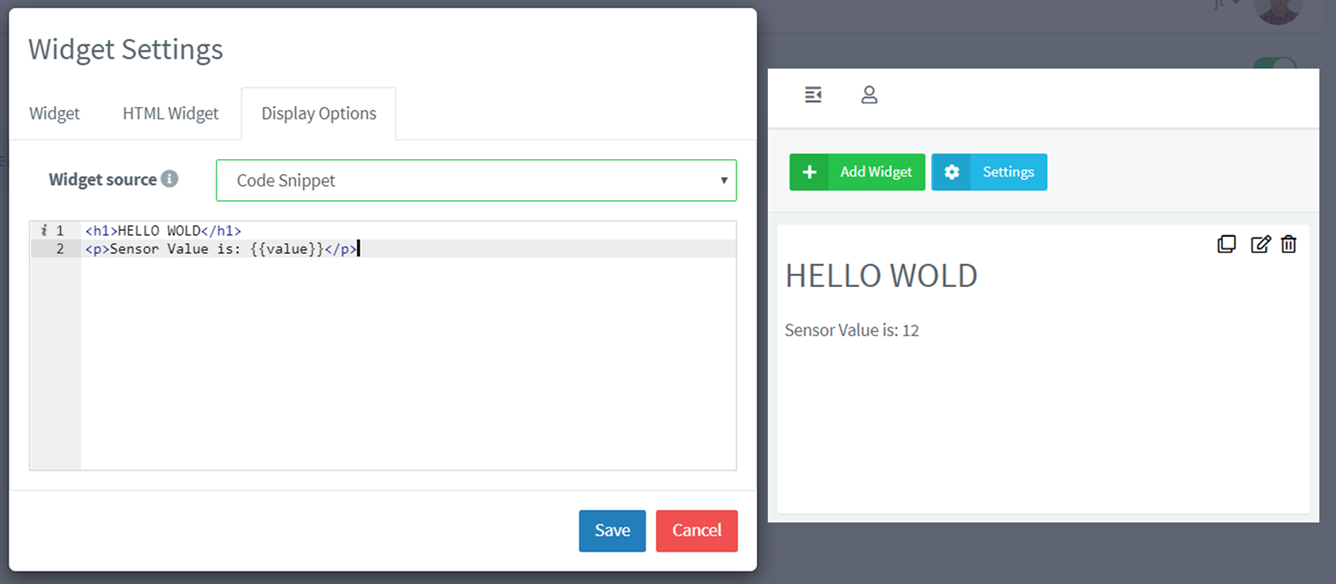 Widget Settings
Widget HTML Widget Display Options
Widget source
Code Snippet
i 1 <h1>HELLO WOLD</h1>
2 <p>Sensor Value is: {{value}}</p>
Save Cancel
Add Widget Settings
HELLO WOLD
Sensor Value is: 12